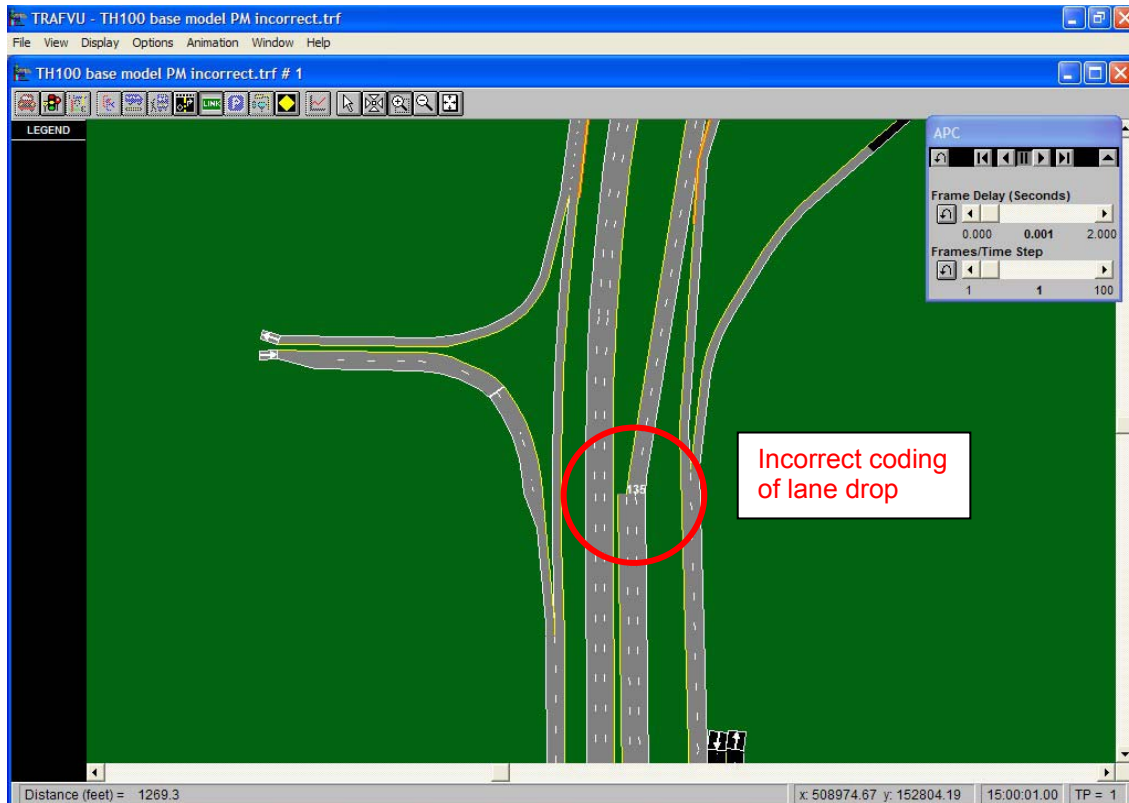 TRAFVU - TH100 base model PM incorrect.trf
File View Display Options Animation Window Help
TH100 base model PM incorrect.trf # 1
LINK P
LEGEND
APC
Frame Delay (Seconds)
0.000 0.001 2.000
Frames/Time Step
1 1 100
135
Incorrect coding
of lane drop
Distance (feet) = 1269.3 x: 508974.67 y: 152804.19 15:00:01.00 TP = 1